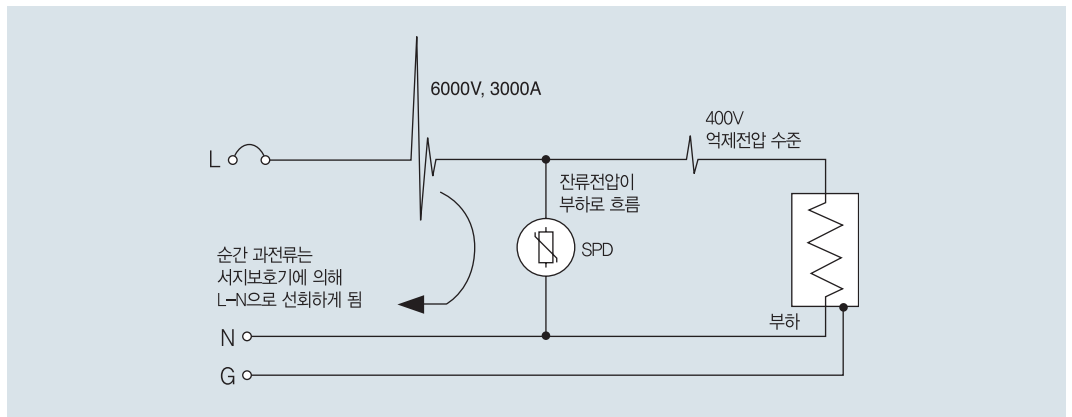 6000V, 3000A
400V
억제전압 수준
L
잔류전압이
부하로 흐름
SPD
순간 과전류는
서지보호기에 의해
L-N으로 선회하게 됨
부하
N
G